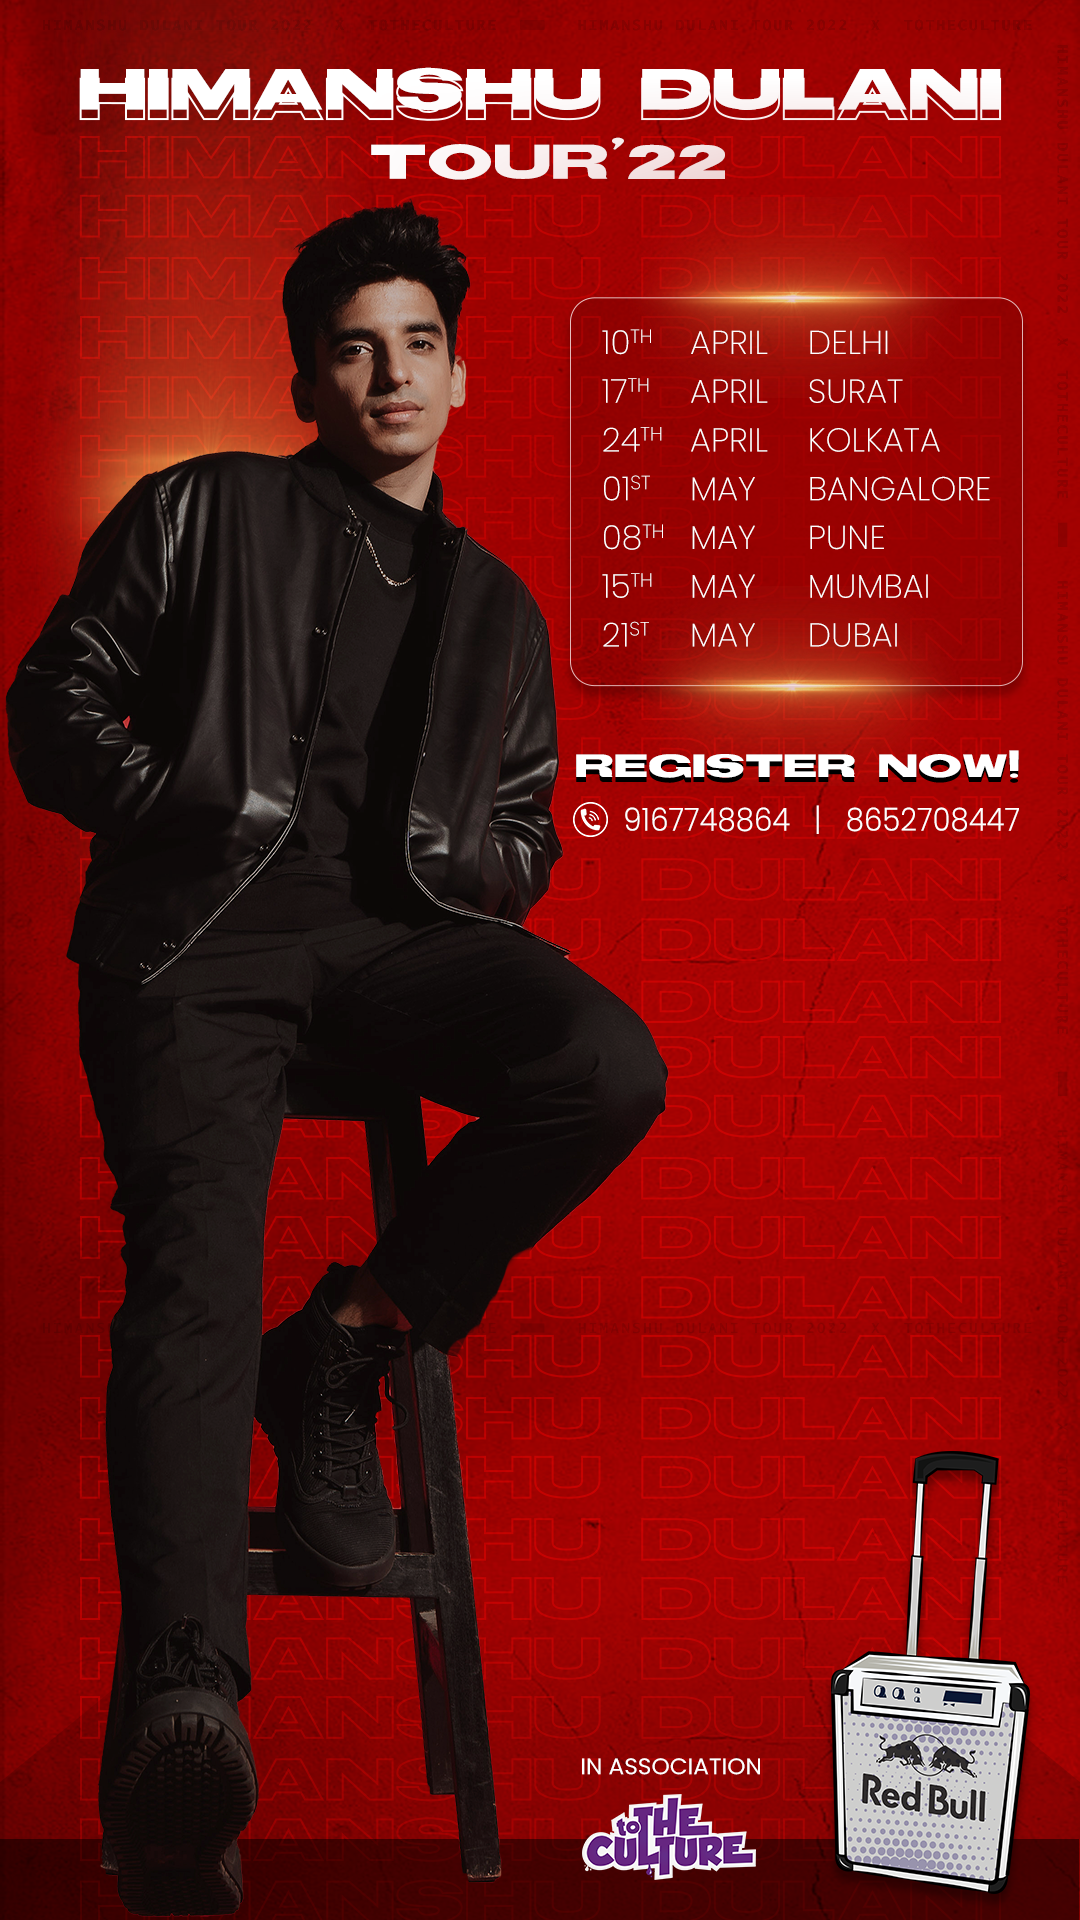 HIMANSHU DULANI
TOUR'22
10TH APRIL DELHI
17TH APRIL SURAT
24TH APRIL KOLKATA
01ST MAY BANGALORE
08TH MAY PUNE
15TH MAY MUMBAI
21ST MAY DUBAI
REGISTER NOW!
9167748864 | 8652708447
IN ASSOCIATION
to THE
CULTURE
Red Bull